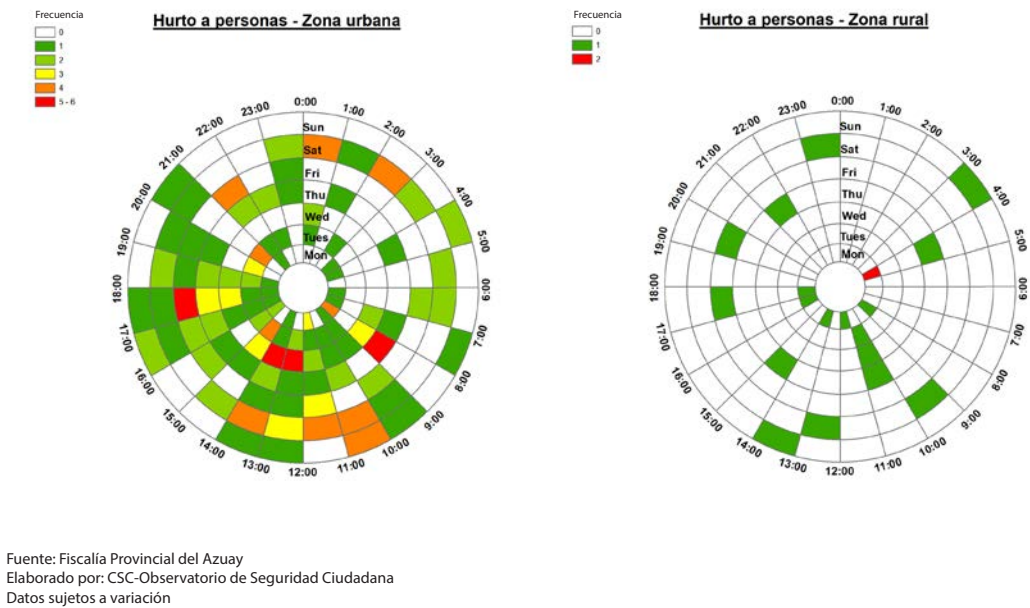 Frecuencia
0
1
2
3
4
5 - 6
Hurto a personas - Zona urbana
0:00
1:00
2:00
3:00
4:00
5:00
6:00
7:00
8:00
9:00
10:00
11:00
12:00
13:00
14:00
15:00
16:00
17:00
18:00
19:00
20:00
21:00
22:00
23:00
Sun
Sat
Fri
Thu
Wed
Tues
Mon
Frecuencia
0
1
2
Hurto a personas - Zona rural
0:00
1:00
2:00
3:00
4:00
5:00
6:00
7:00
8:00
9:00
10:00
11:00
12:00
13:00
14:00
15:00
16:00
17:00
18:00
19:00
20:00
21:00
22:00
23:00
Sun
Sat
Fri
Thu
Wed
Tues
Mon
Fuente: Fiscalía Provincial del Azuay
Elaborado por: CSC-Observatorio de Seguridad Ciudadana
Datos sujetos a variación